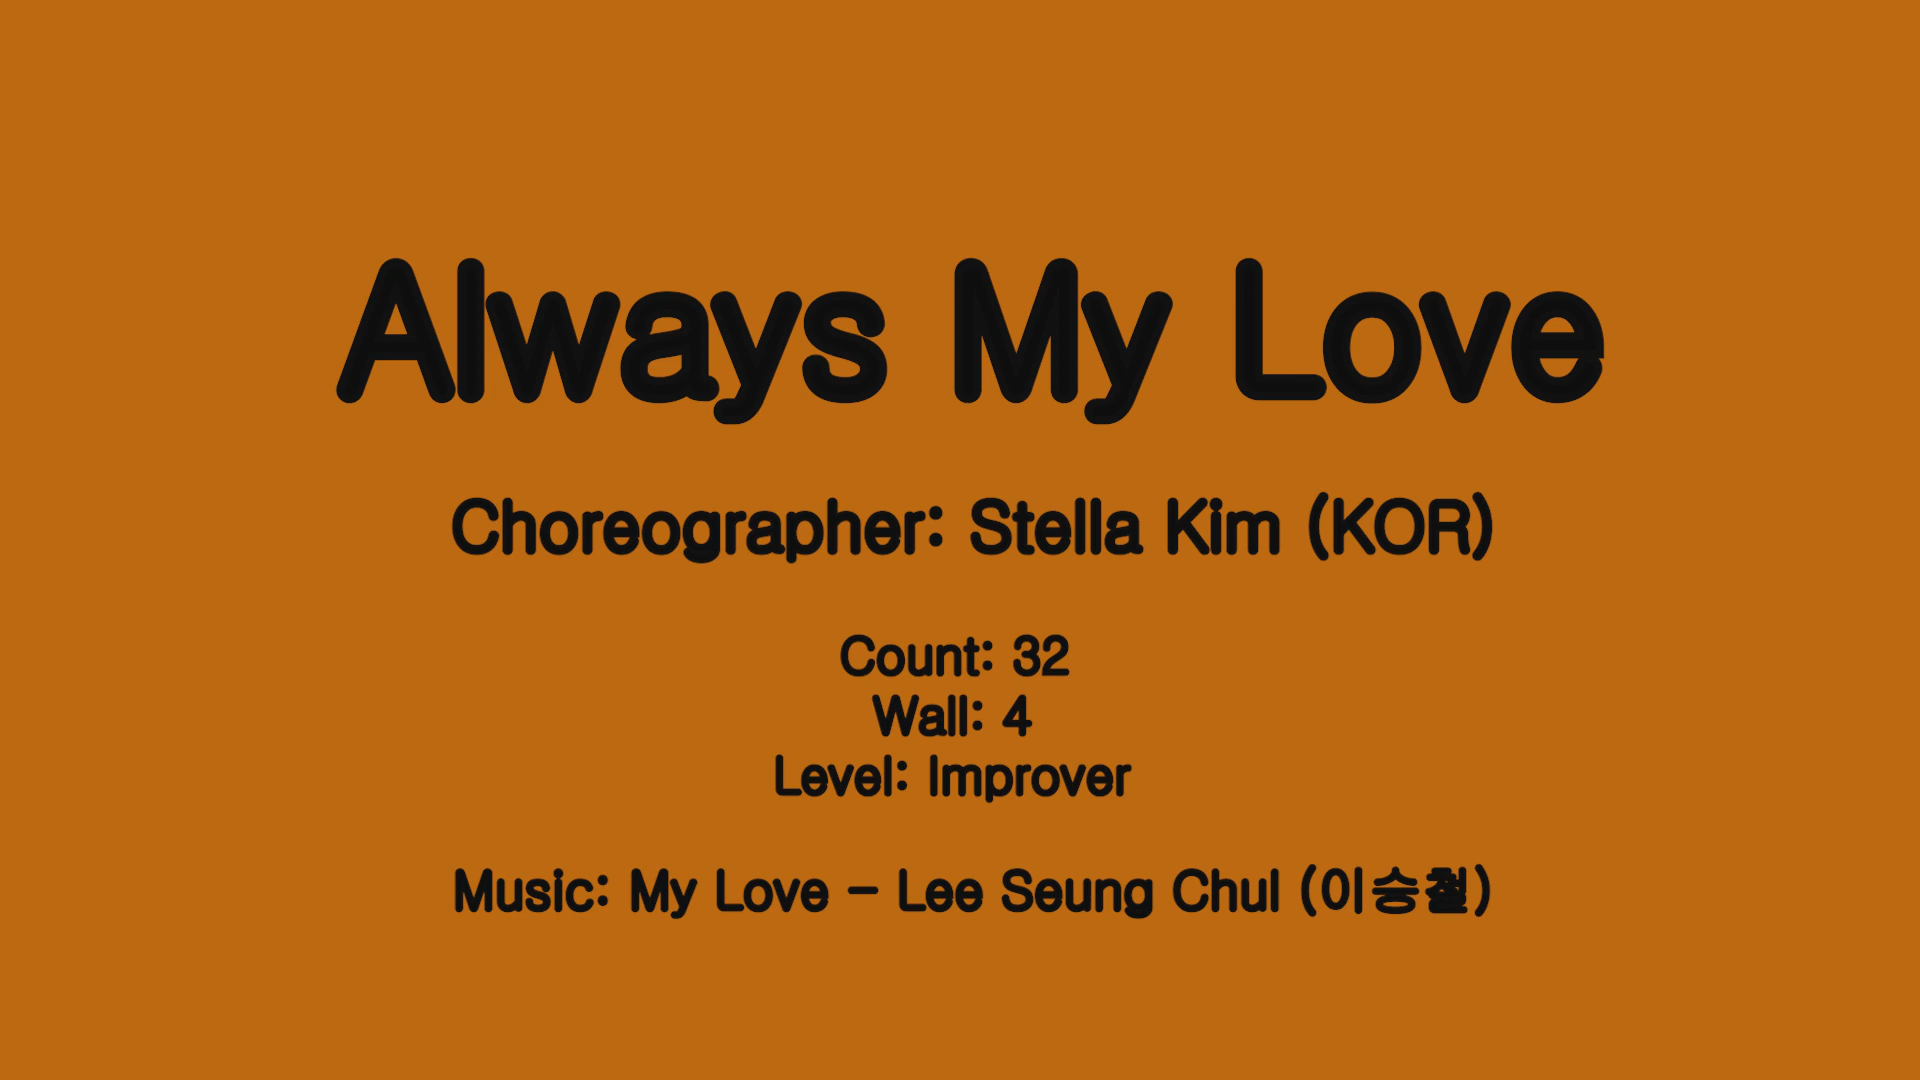 Always My Love
Choreographer: Stella Kim (KOR)
Count: 32
Wall: 4
Level: Improver
Music: My Love - Lee Seung Chul (이승철)